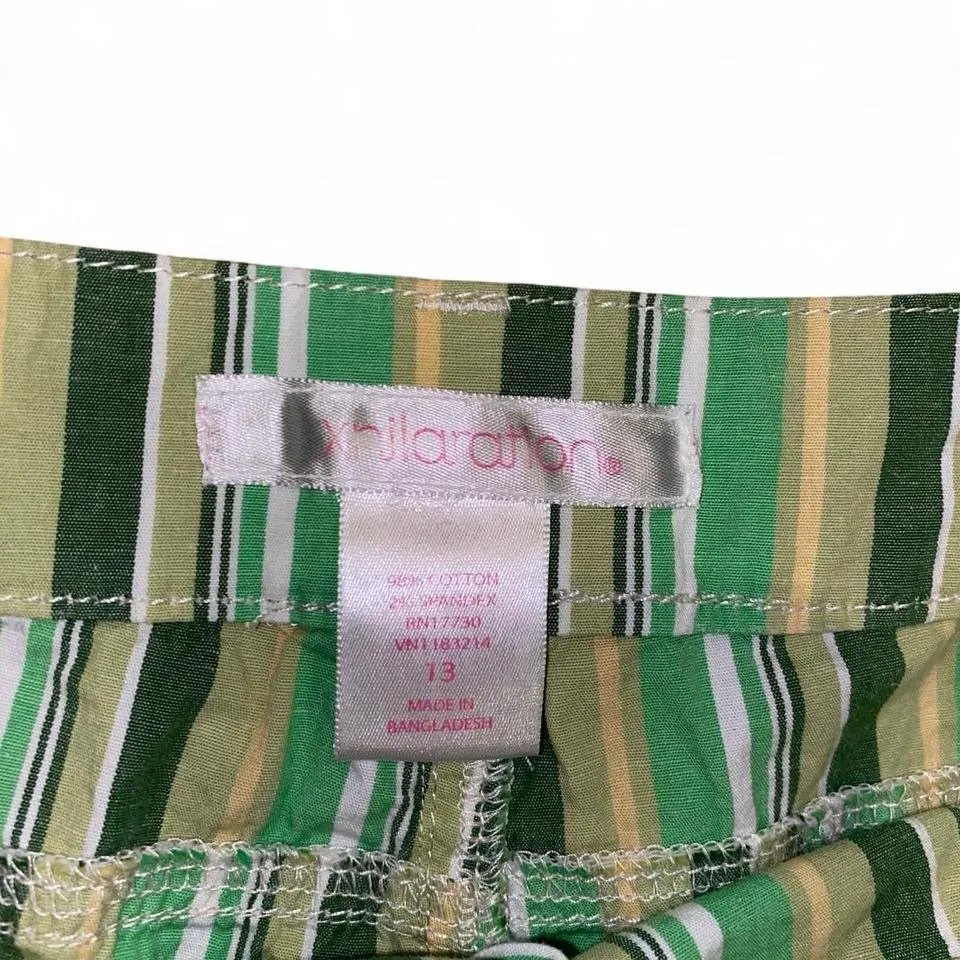 xhilaration®
98% COTTON
2% SPANDEX
RN17730
VN1183214
13
MADE IN
BANGLADESH